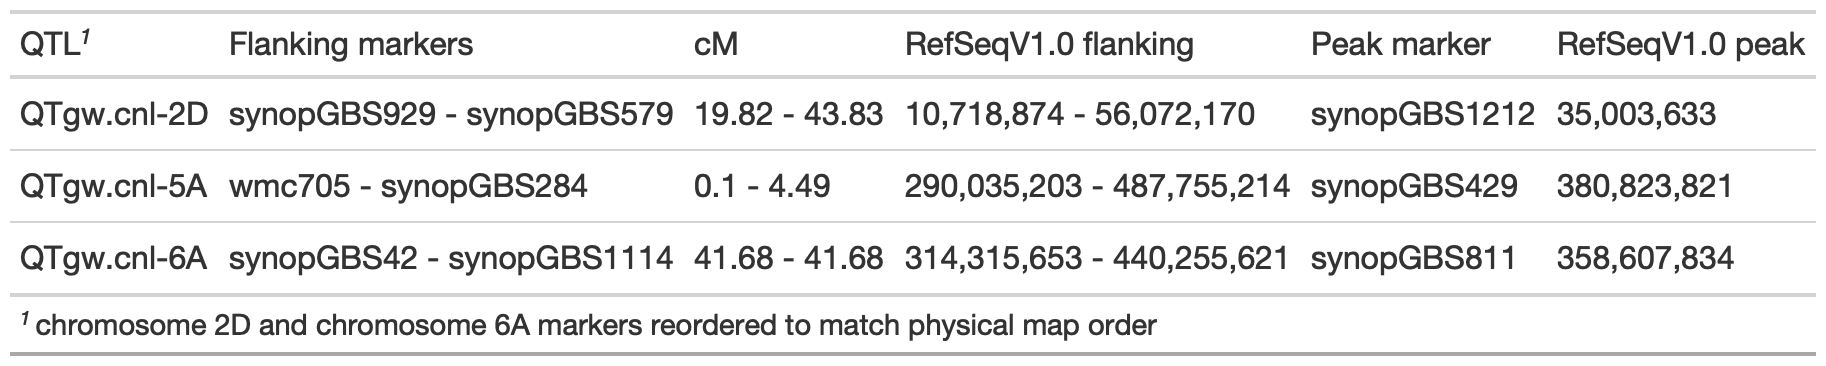 QTL¹ Flanking markers cM RefSeqV1.0 flanking Peak marker RefSeqV1.0 peak
QTgw.cnl-2D synopGBS929 - synopGBS579 19.82 - 43.83 10,718,874 - 56,072,170 synopGBS1212 35,003,633
QTgw.cnl-5A wmc705 - synopGBS284 0.1 - 4.49 290,035,203 - 487,755,214 synopGBS429 380,823,821
QTgw.cnl-6A synopGBS42 - synopGBS1114 41.68 - 41.68 314,315,653 - 440,255,621 synopGBS811 358,607,834
¹ chromosome 2D and chromosome 6A markers reordered to match physical map order